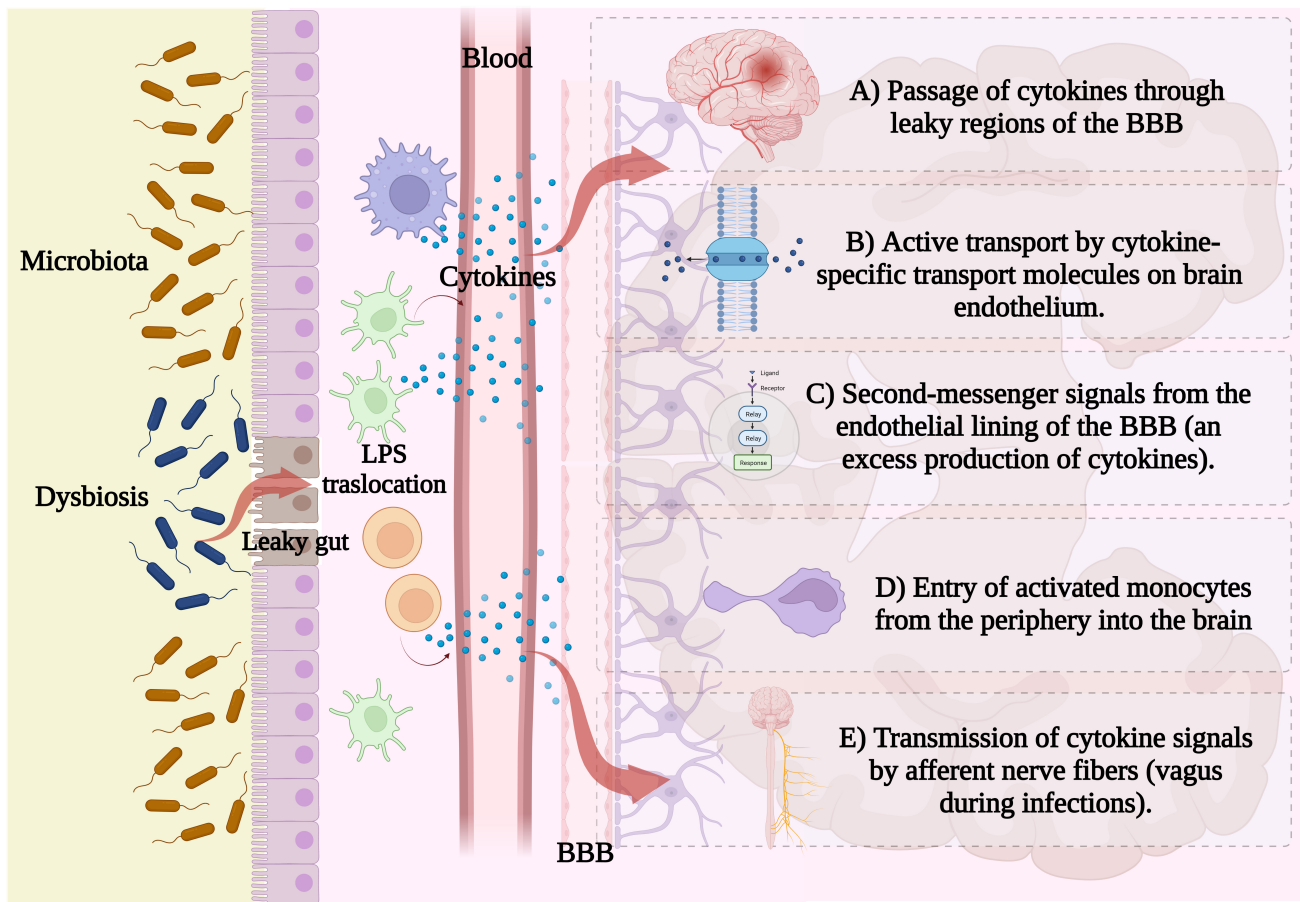 Blood
A) Passage of cytokines through
leaky regions of the BBB
Microbiota
Cytokines
B) Active transport by cytokine-
specific transport molecules on brain
endothelium.
Ligand
Receptor
Relay
Relay
Response
C) Second-messenger signals from the
endothelial lining of the BBB (an
excess production of cytokines).
LPS
traslocation
Dysbiosis
Leaky gut
D) Entry of activated monocytes
from the periphery into the brain
E) Transmission of cytokine signals
by afferent nerve fibers (vagus
during infections).
BBB